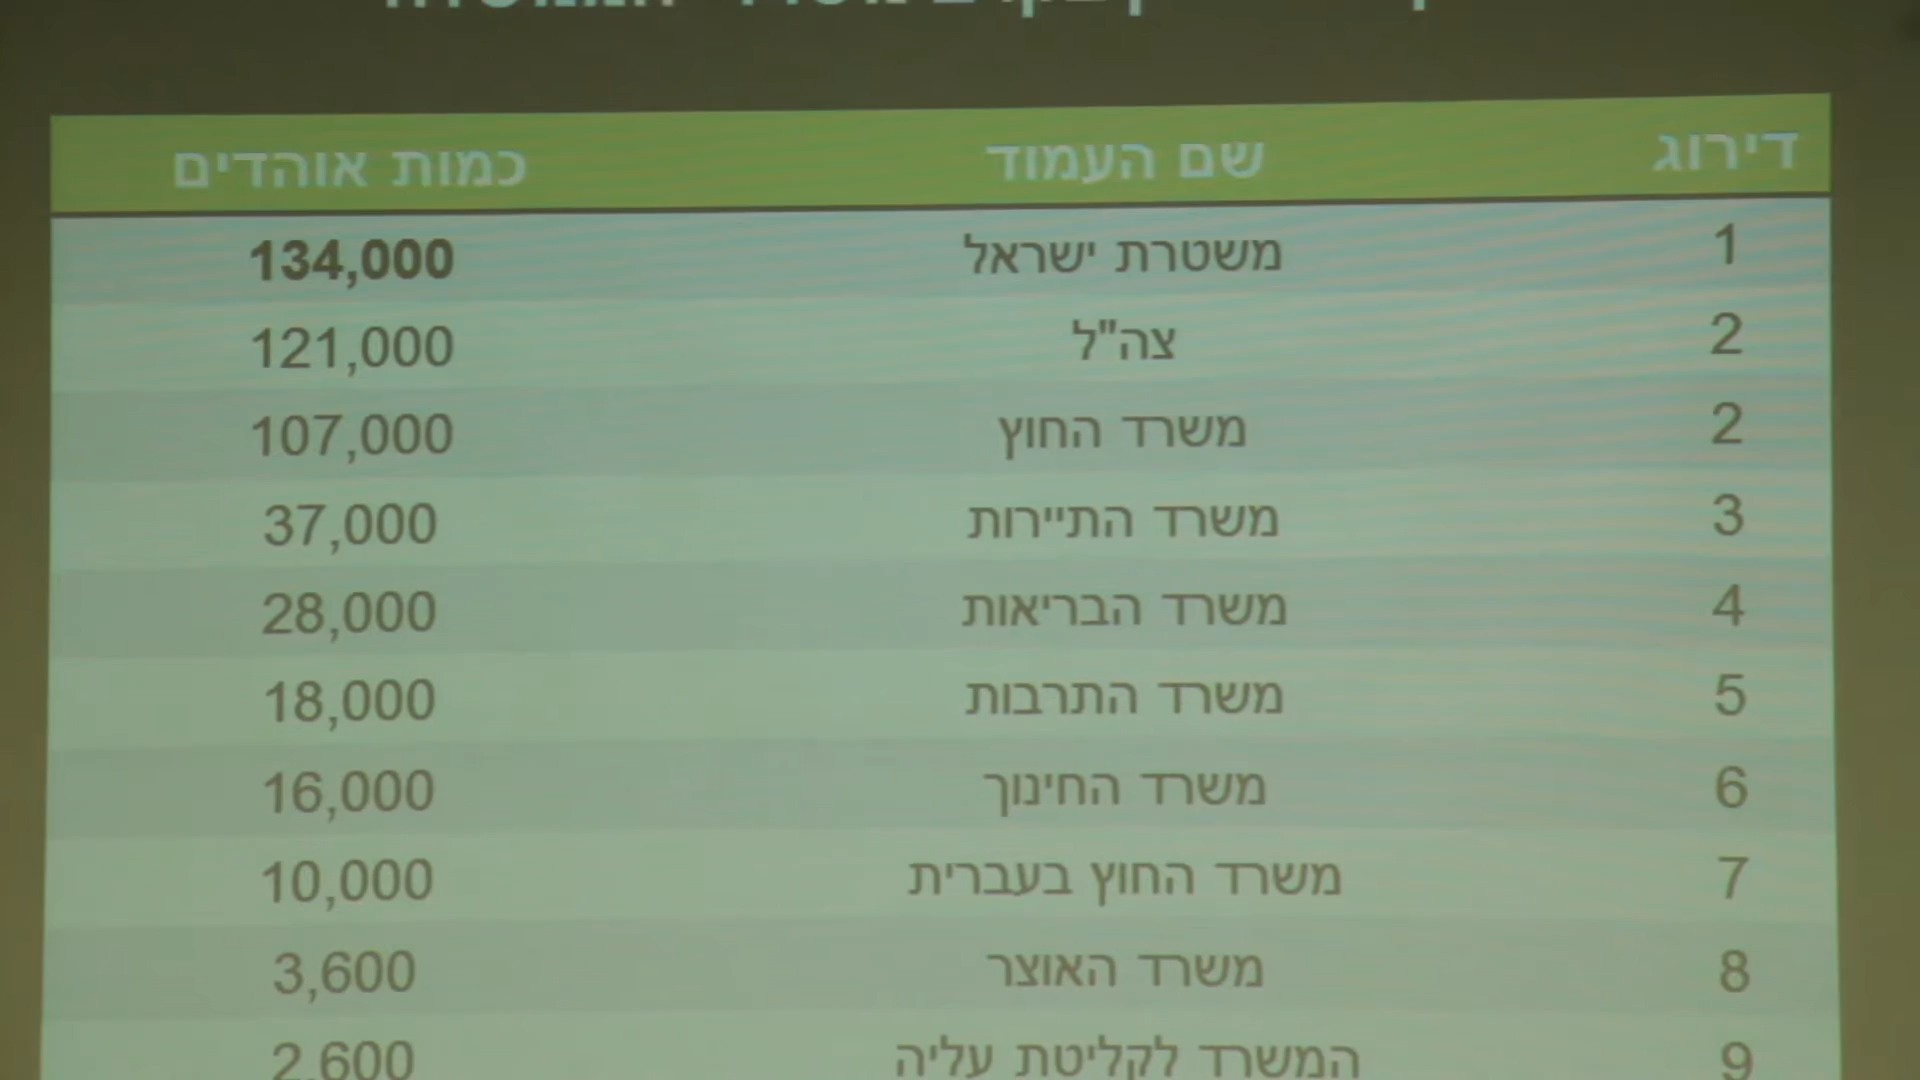 דירוג שם העמוד כמות אוהדים
1 משטרת ישראל 134,000
2 צה"ל 121,000
2 משרד החוץ 107,000
3 משרד התיירות 37,000
4 משרד הבריאות 28,000
5 משרד התרבות 18,000
6 משרד החינוך 16,000
7 משרד החוץ בעברית 10,000
8 משרד האוצר 3,600
9 המשרד לקליטת עליה 2,600